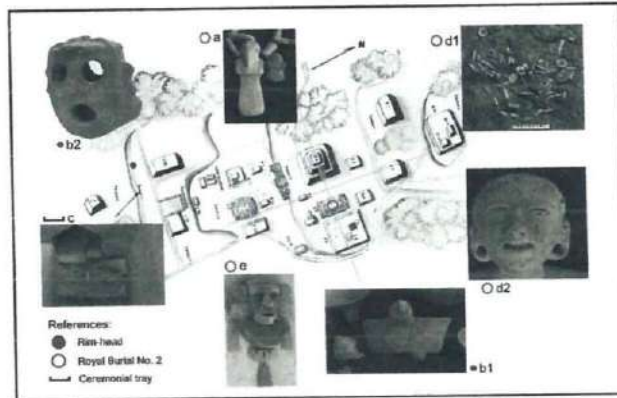 a
N
d1
b2
c
e
d2
b1
References:
Rim-head
Royal Burial No. 2
Ceremonial tray